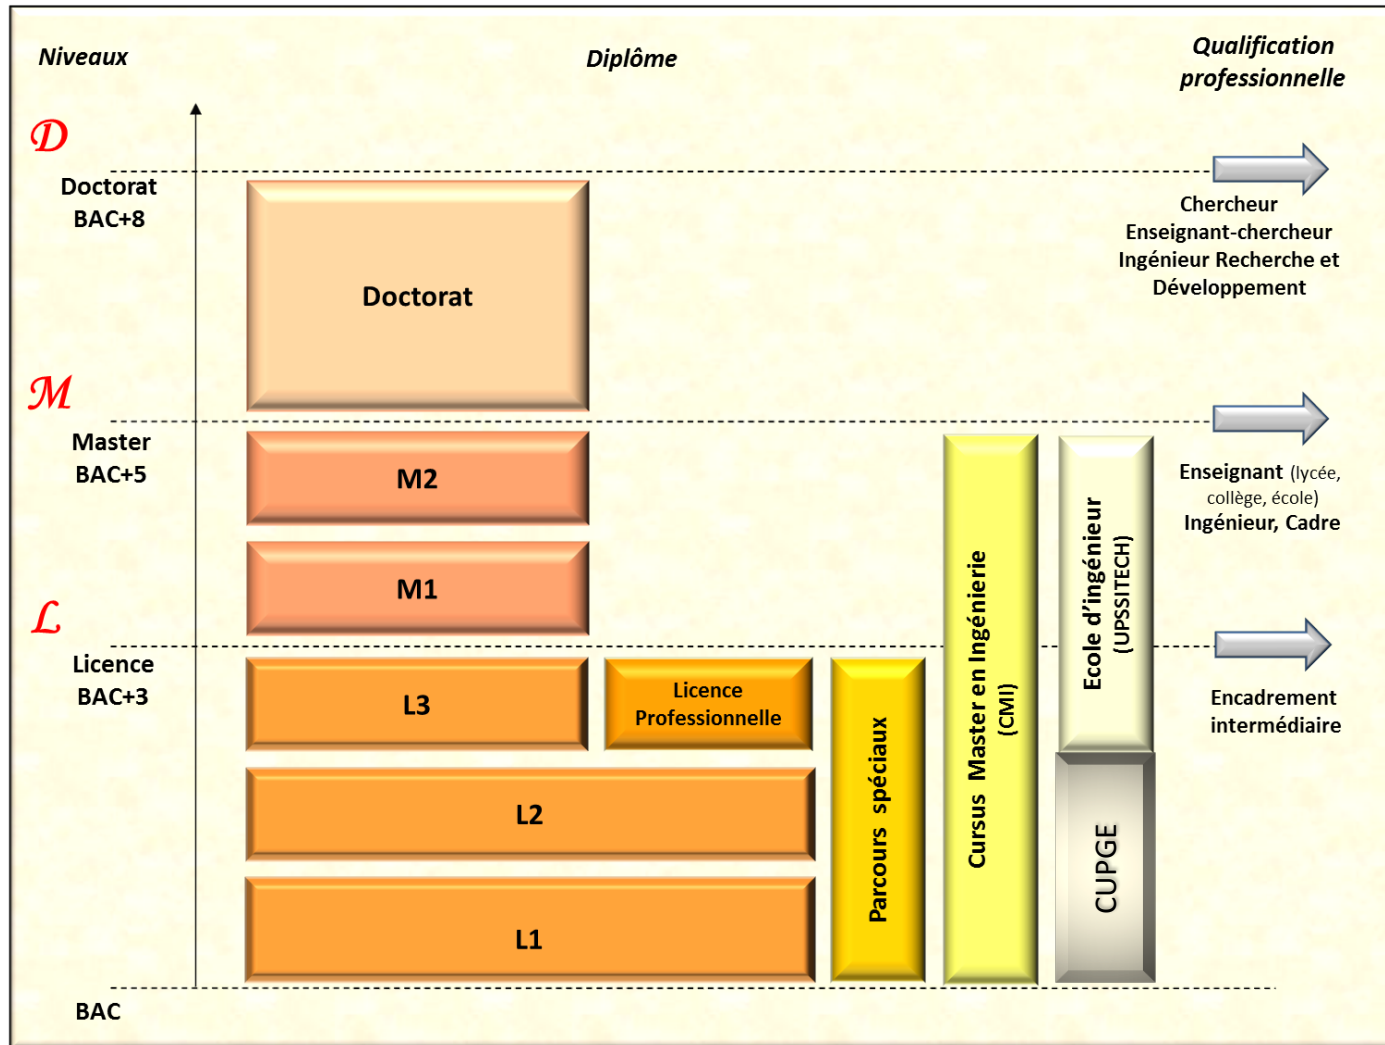 Niveaux
Diplôme
Qualification
professionnelle
D
Doctorat
BAC+8
Doctorat
Chercheur
Enseignant-chercheur
Ingénieur Recherche et
Développement
M
Master
BAC+5
M2
M1
Enseignant (lycée,
collège, école)
Ingénieur, Cadre
L
Licence
BAC+3
L3
Licence
Professionnelle
L2
L1
Parcours spéciaux
Cursus Master en Ingénierie
(CMI)
Ecole d’ingénieur
(UPSSITECH)
CUPGE
Encadrement
intermédiaire
BAC